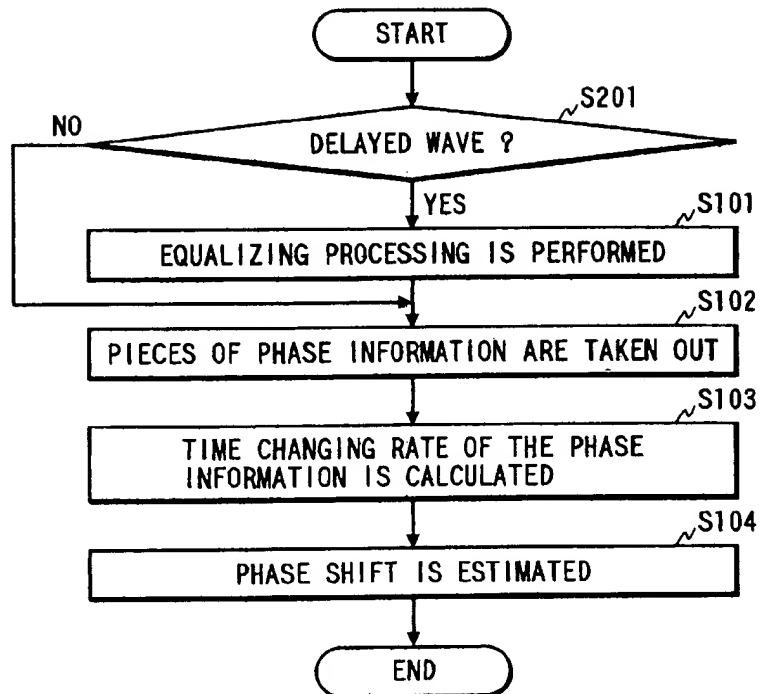 START
S201
NO
DELAYED WAVE ?
YES
S101
EQUALIZING PROCESSING IS PERFORMED
S102
PIECES OF PHASE INFORMATION ARE TAKEN OUT
S103
TIME CHANGING RATE OF THE PHASE
INFORMATION IS CALCULATED
S104
PHASE SHIFT IS ESTIMATED
END